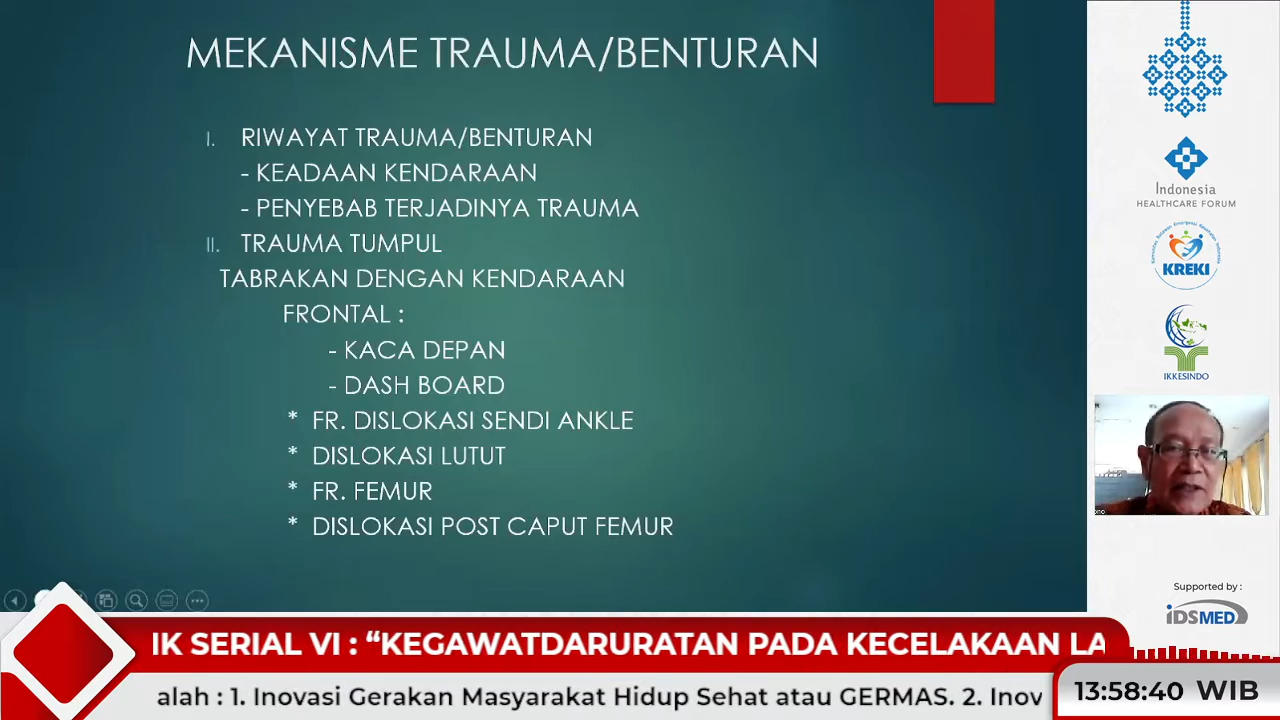 MEKANISME TRAUMA/BENTURAN
I. RIWAYAT TRAUMA/BENTURAN
- KEADAAN KENDARAAN
- PENYEBAB TERJADINYA TRAUMA
II. TRAUMA TUMPUL
TABRAKAN DENGAN KENDARAAN
FRONTAL :
- KACA DEPAN
- DASH BOARD
* FR. DISLOKASI SENDI ANKLE
* DISLOKASI LUTUT
* FR. FEMUR
* DISLOKASI POST CAPUT FEMUR
Indonesia
HEALTHCARE FORUM
KREKI
IKKESINDO
Supported by :
iDSMED
IK SERIAL VI : “KEGAWATDARURATAN PADA KECELAKAAN LA
alah : 1. Inovasi Gerakan Masyarakat Hidup Sehat atau GERMAS. 2. Inov
13:58:40 WIB